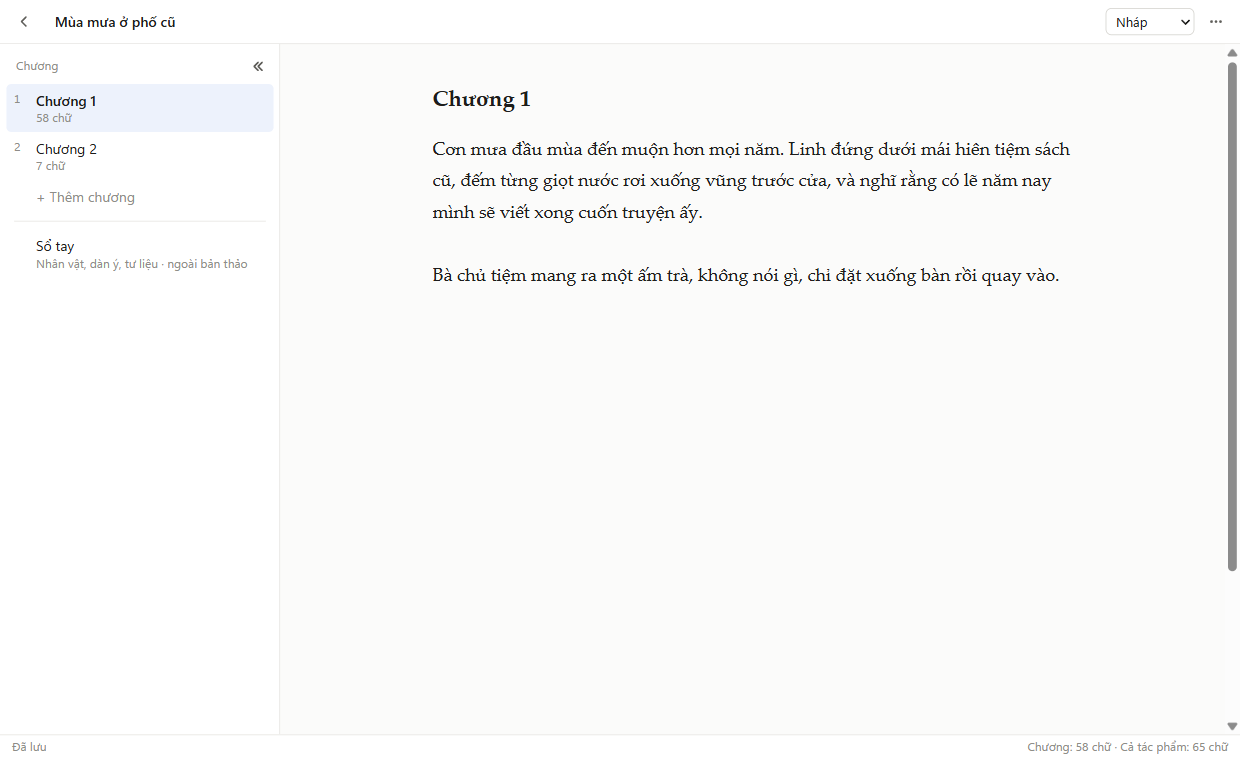 Mùa mưa ở phố cũ
Nháp
Chương
1
Chương 1
58 chữ
2
Chương 2
7 chữ
+ Thêm chương
Sổ tay
Nhân vật, dàn ý, tư liệu · ngoài bản thảo
Chương 1
Cơn mưa đầu mùa đến muộn hơn mọi năm. Linh đứng dưới mái hiên tiệm sách
cũ, đếm từng giọt nước rơi xuống vũng trước cửa, và nghĩ rằng có lẽ năm nay
mình sẽ viết xong cuốn truyện ấy.
Bà chủ tiệm mang ra một ấm trà, không nói gì, chỉ đặt xuống bàn rồi quay vào.
Đã lưu
Chương: 58 chữ · Cả tác phẩm: 65 chữ